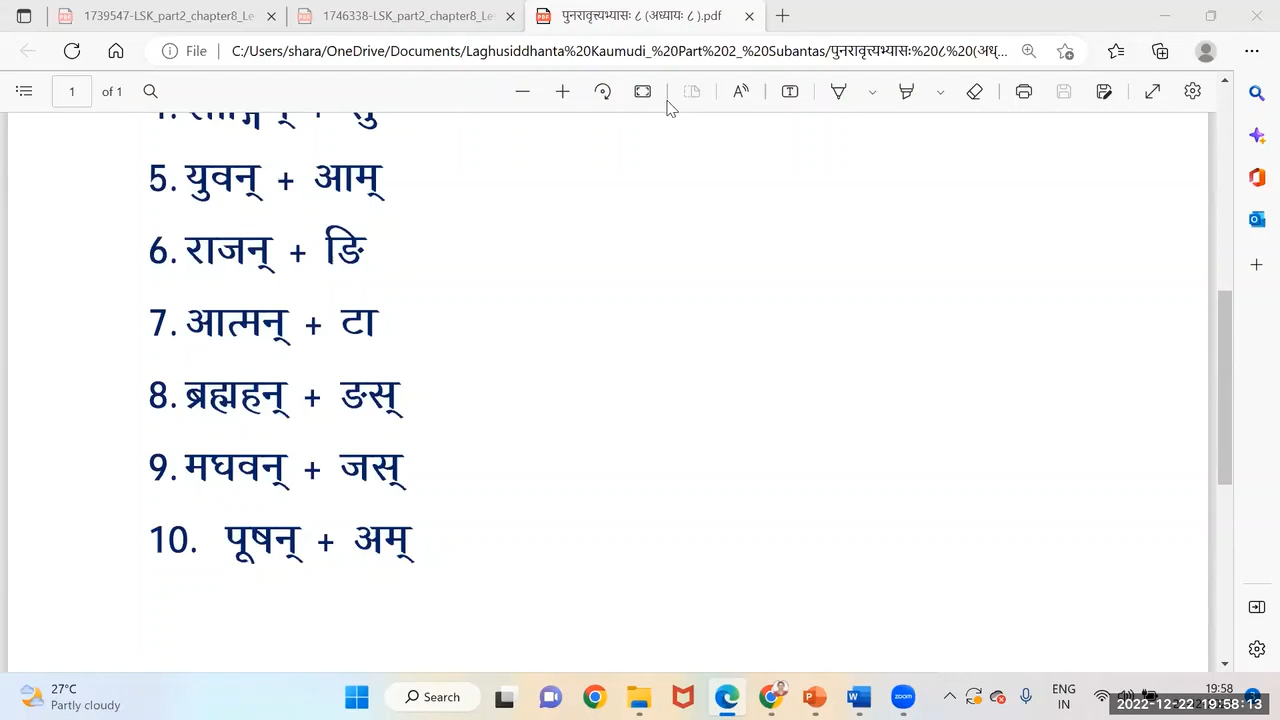 1739547-LSK_part2_chapter8_Le
1746338-LSK_part2_chapter8_Le
पुनरावृत्त्यभ्यासः ८ (अध्यायः ८ ).pdf
File
C:/Users/shara/OneDrive/Documents/Laghusiddhanta%20Kaumudi_%20Part%202_%20Subantas/पुनरावृत्त्यभ्यासः%20८%20(अध्...
1 of 1
5. युवन् + आम्
6. राजन् + ङि
7. आत्मन् + टा
8. ब्रह्महन् + ङस्
9. मघवन् + जस्
10. पूषन् + अम्
27°C
Partly cloudy
Search
zoom
ENG
IN
19:58
2022-12-22 19:58:13